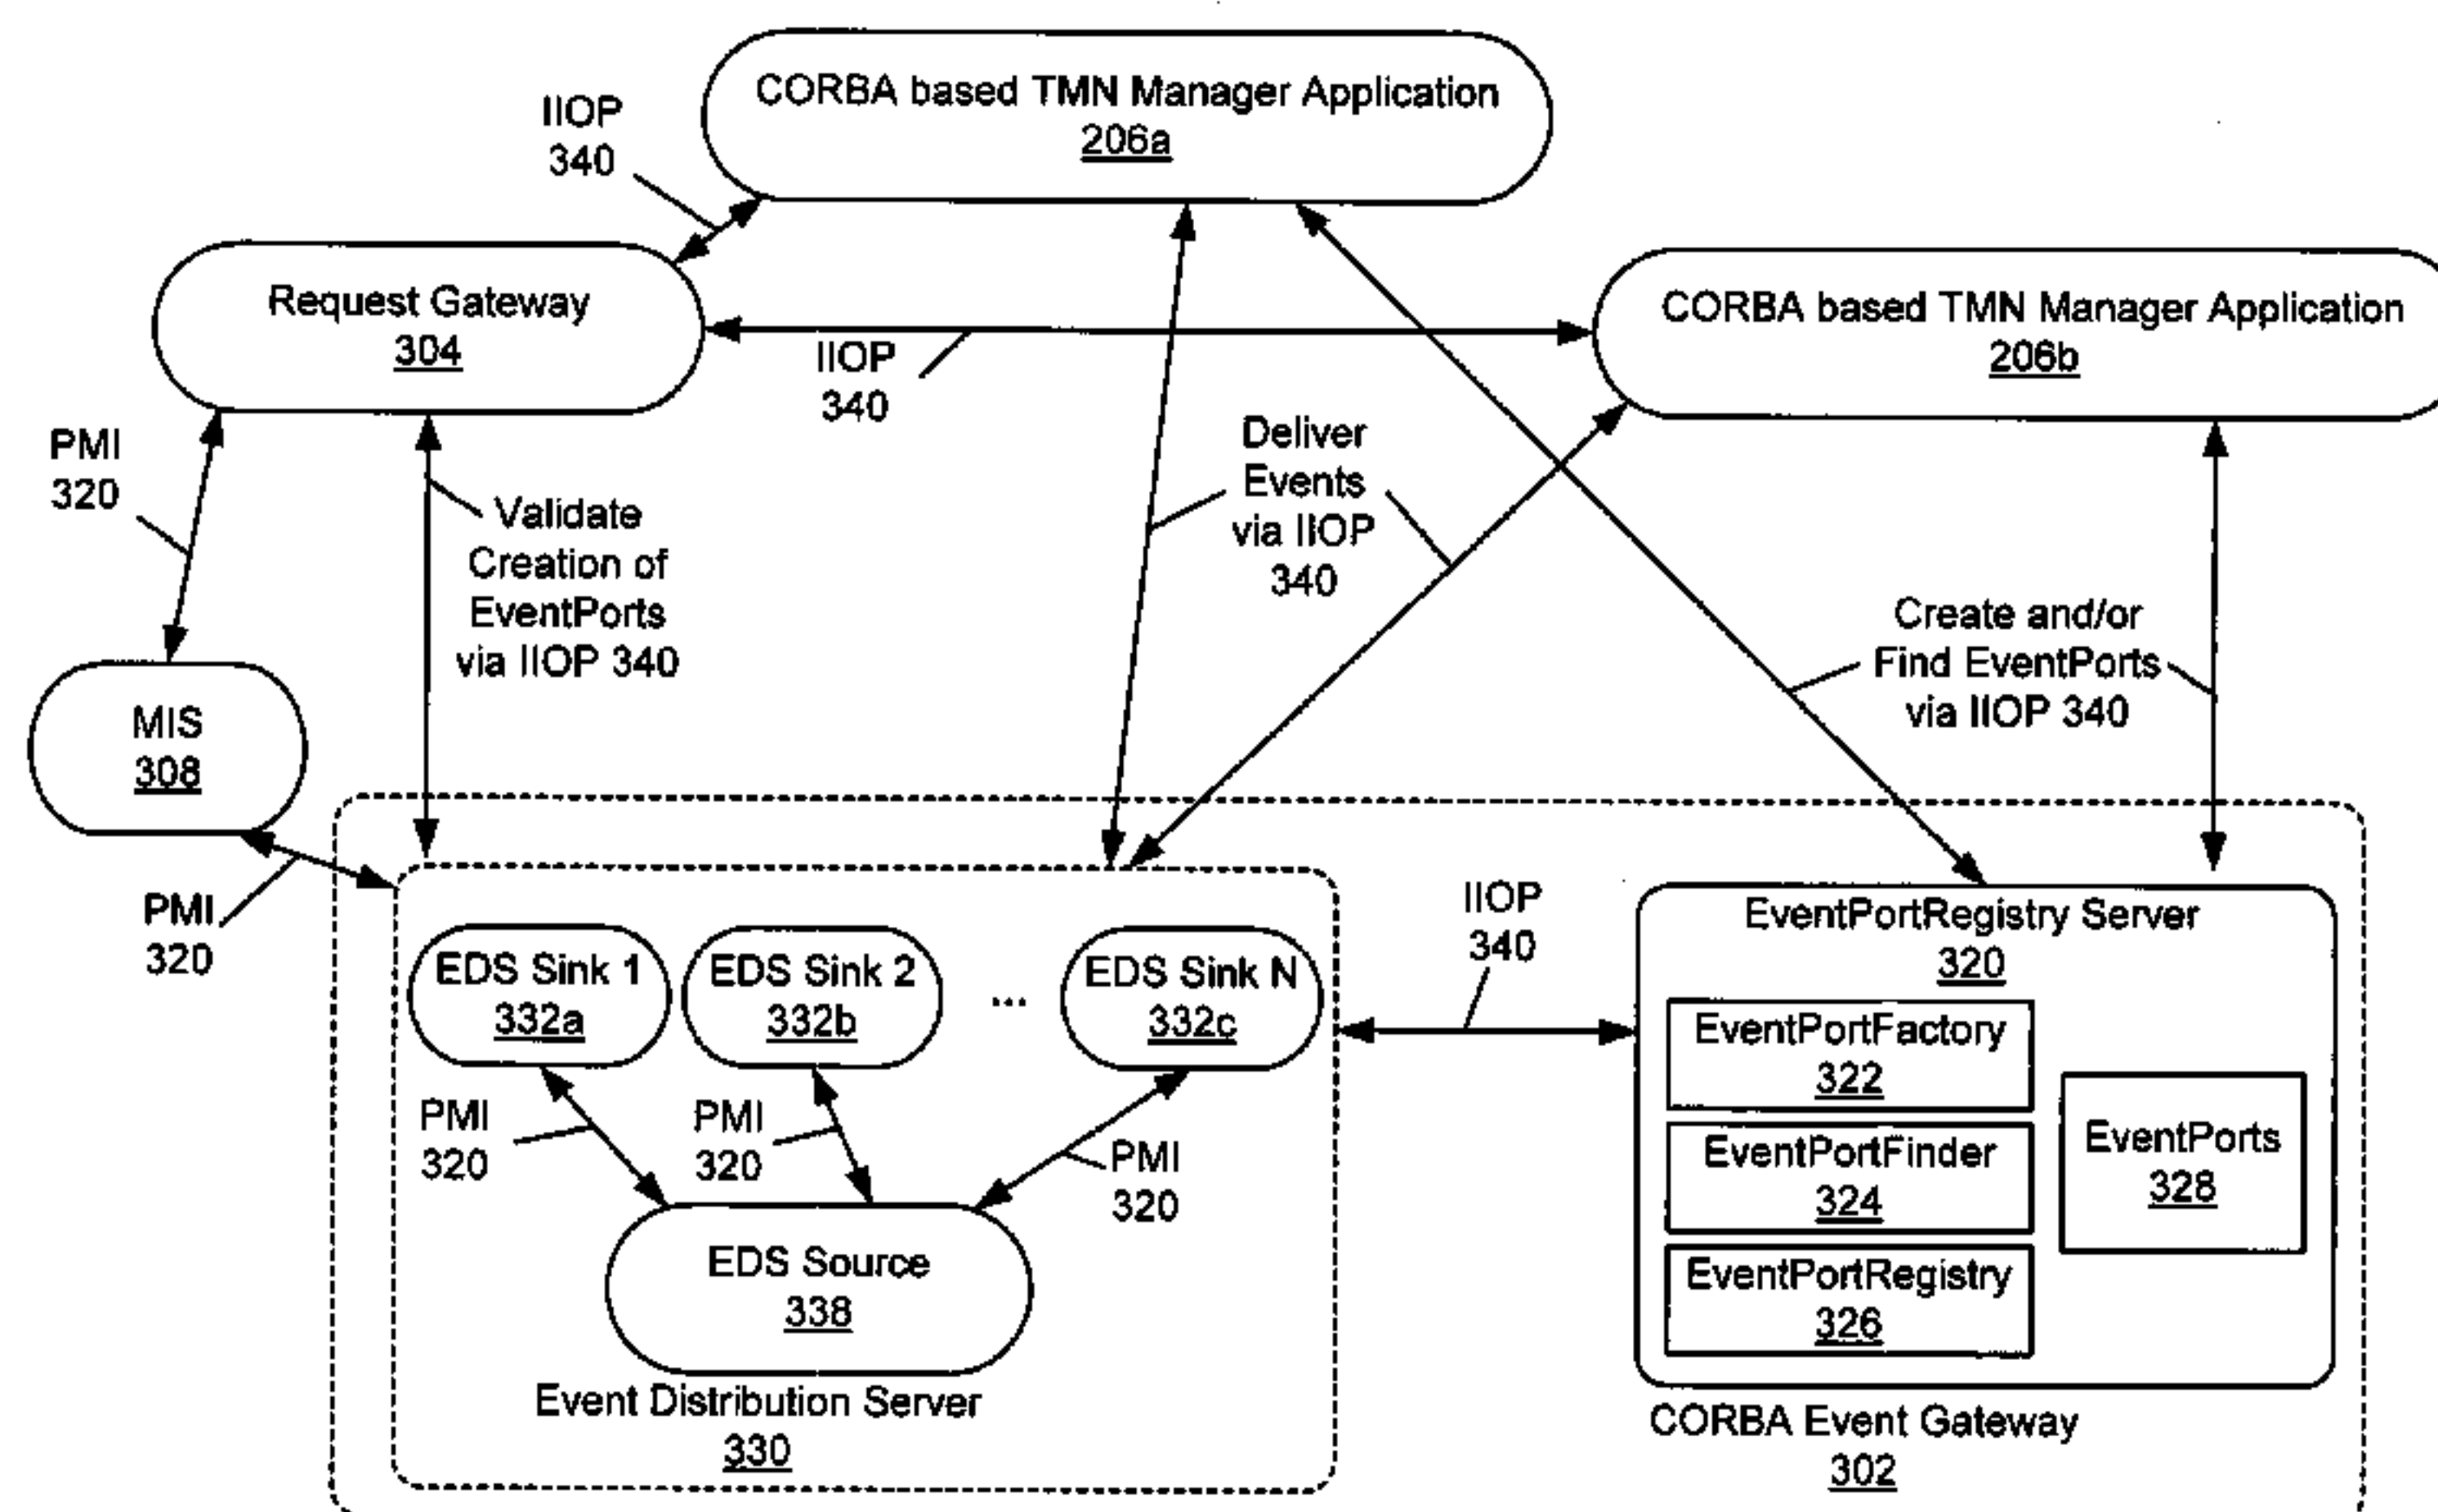 CORBA based TMN Manager Application
206a
IIOP
340
Request Gateway
304
CORBA based TMN Manager Application
206b
IIOP
340
PMI
320
Validate
Creation of
EventPorts
via IIOP 340
Deliver
Events
via IIOP
340
Create and/or
Find EventPorts
via IIOP 340
MIS
308
PMI
320
EDS Sink 1
332a
EDS Sink 2
332b
...
EDS Sink N
332c
IIOP
340
EventPortRegistry Server
320
EventPortFactory
322
EventPortFinder
324
EventPortRegistry
326
EventPorts
328
PMI
320
PMI
320
PMI
320
EDS Source
338
Event Distribution Server
330
CORBA Event Gateway
302